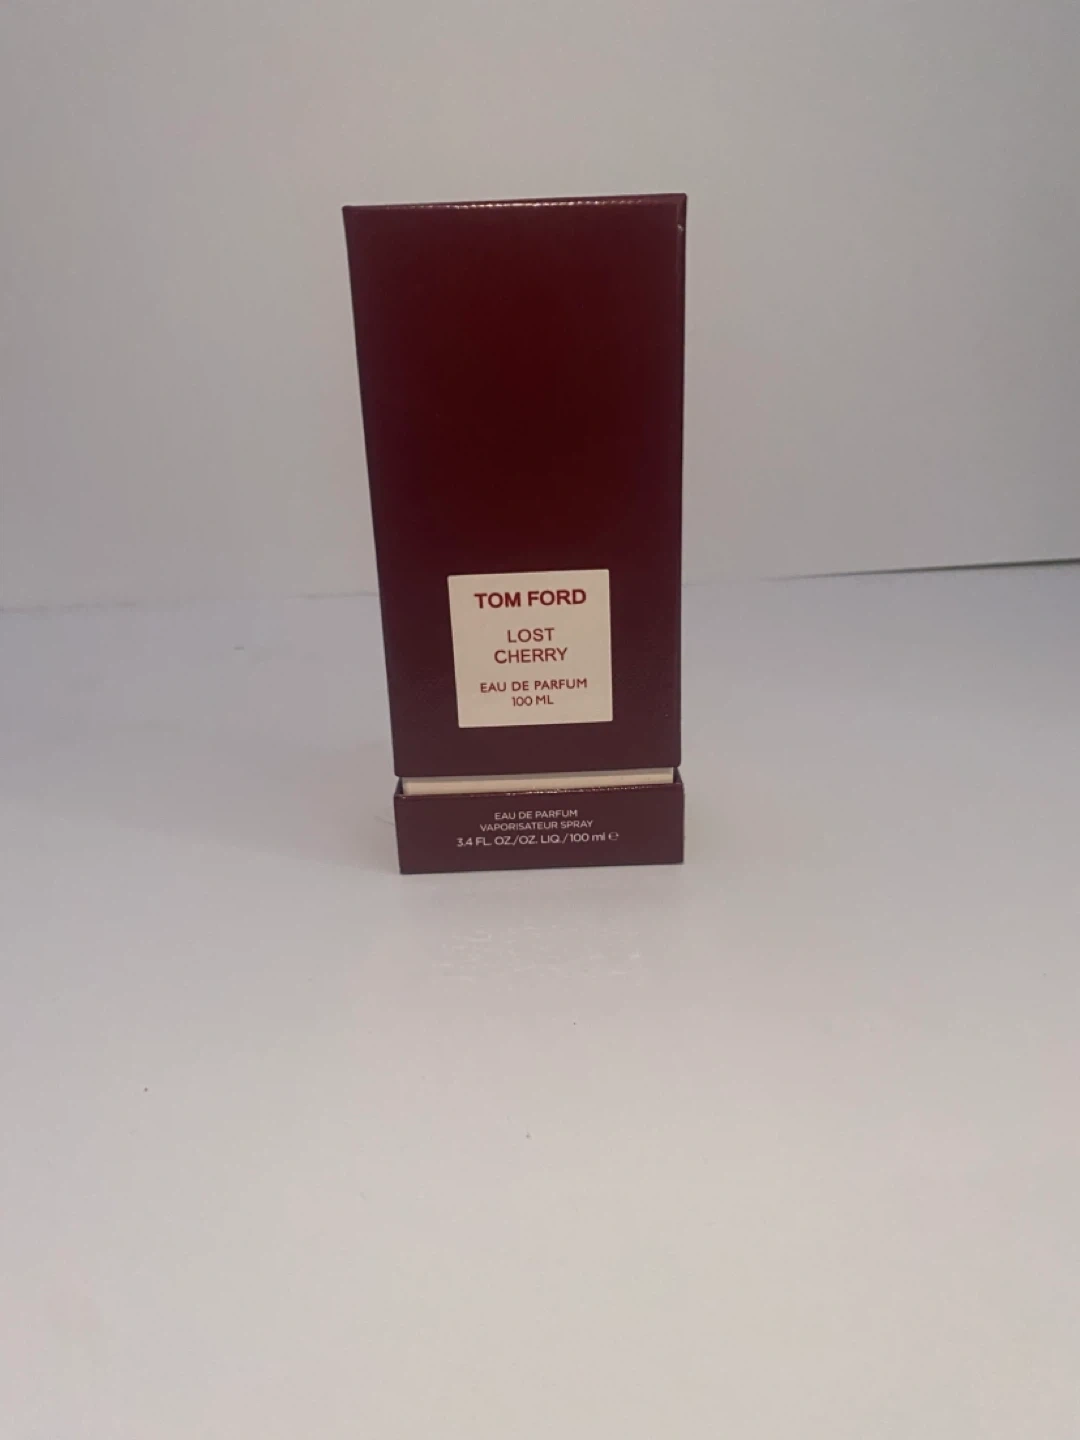 TOM FORD
LOST
CHERRY
EAU DE PARFUM
100 ML
EAU DE PARFUM
VAPORISATEUR SPRAY
3.4 FL. OZ./OZ. LIQ./100 ml ℮